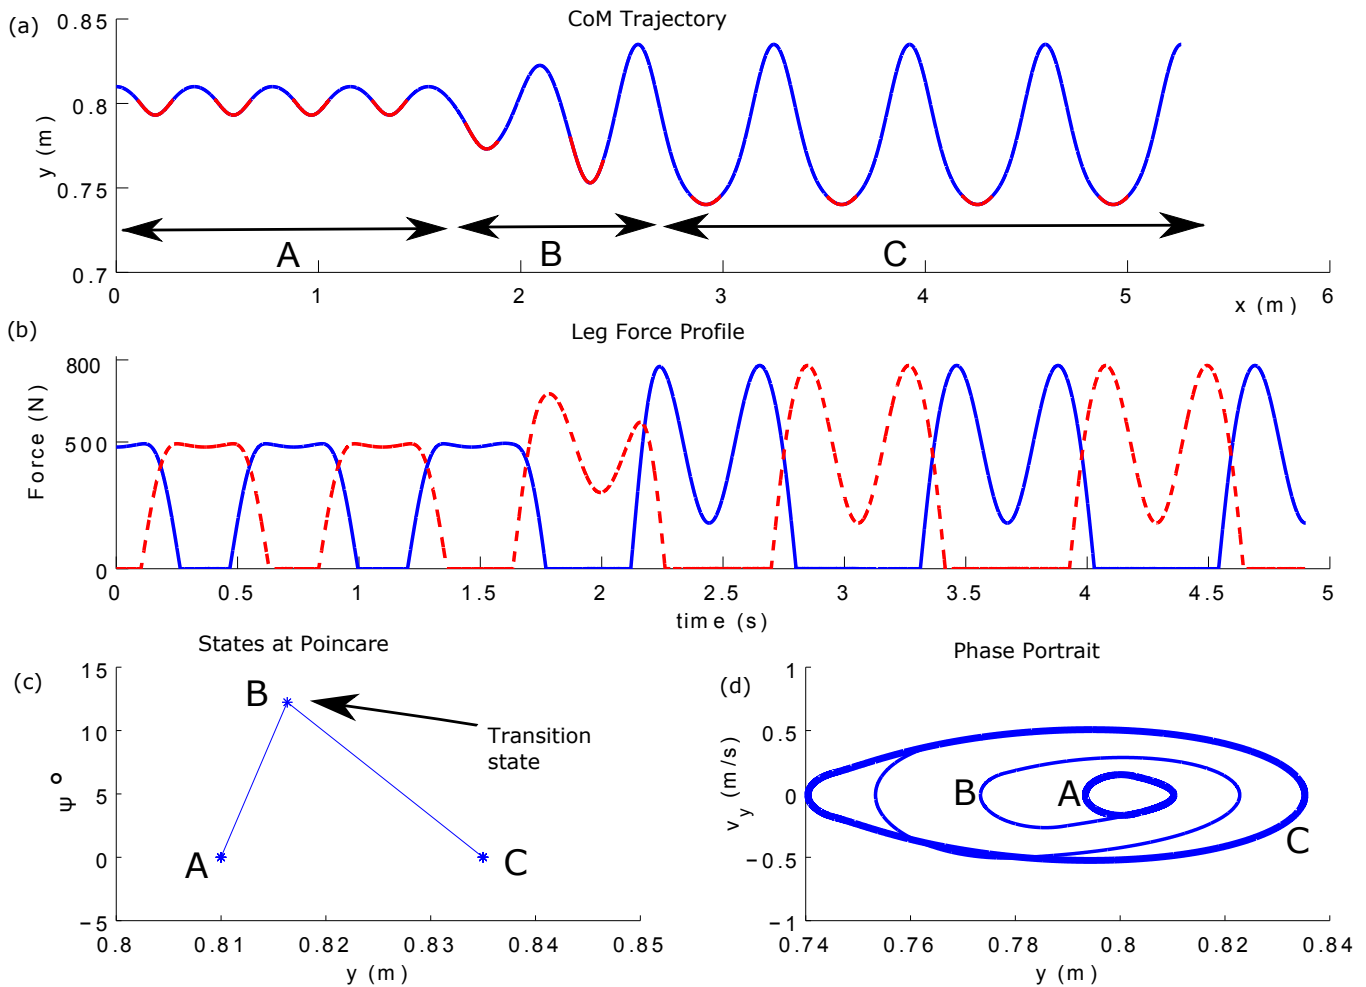 (a)
CoM Trajectory
y (m)
0.85
0.8
0.75
0.7
A
B
C
0 1 2 3 4 5 6
x (m)
(b)
Leg Force Profile
Force (N)
800
500
0
0 0.5 1 1.5 2 2.5 3 3.5 4 4.5 5
time (s)
(c)
States at Poincare
ψ°
15
10
5
0
−5
B
Transition
state
A
C
0.8 0.81 0.82 0.83 0.84 0.85
y (m)
(d)
Phase Portrait
v_y (m/s)
1
0.5
0
−0.5
−1
B
A
C
0.74 0.76 0.78 0.8 0.82 0.84
y (m)